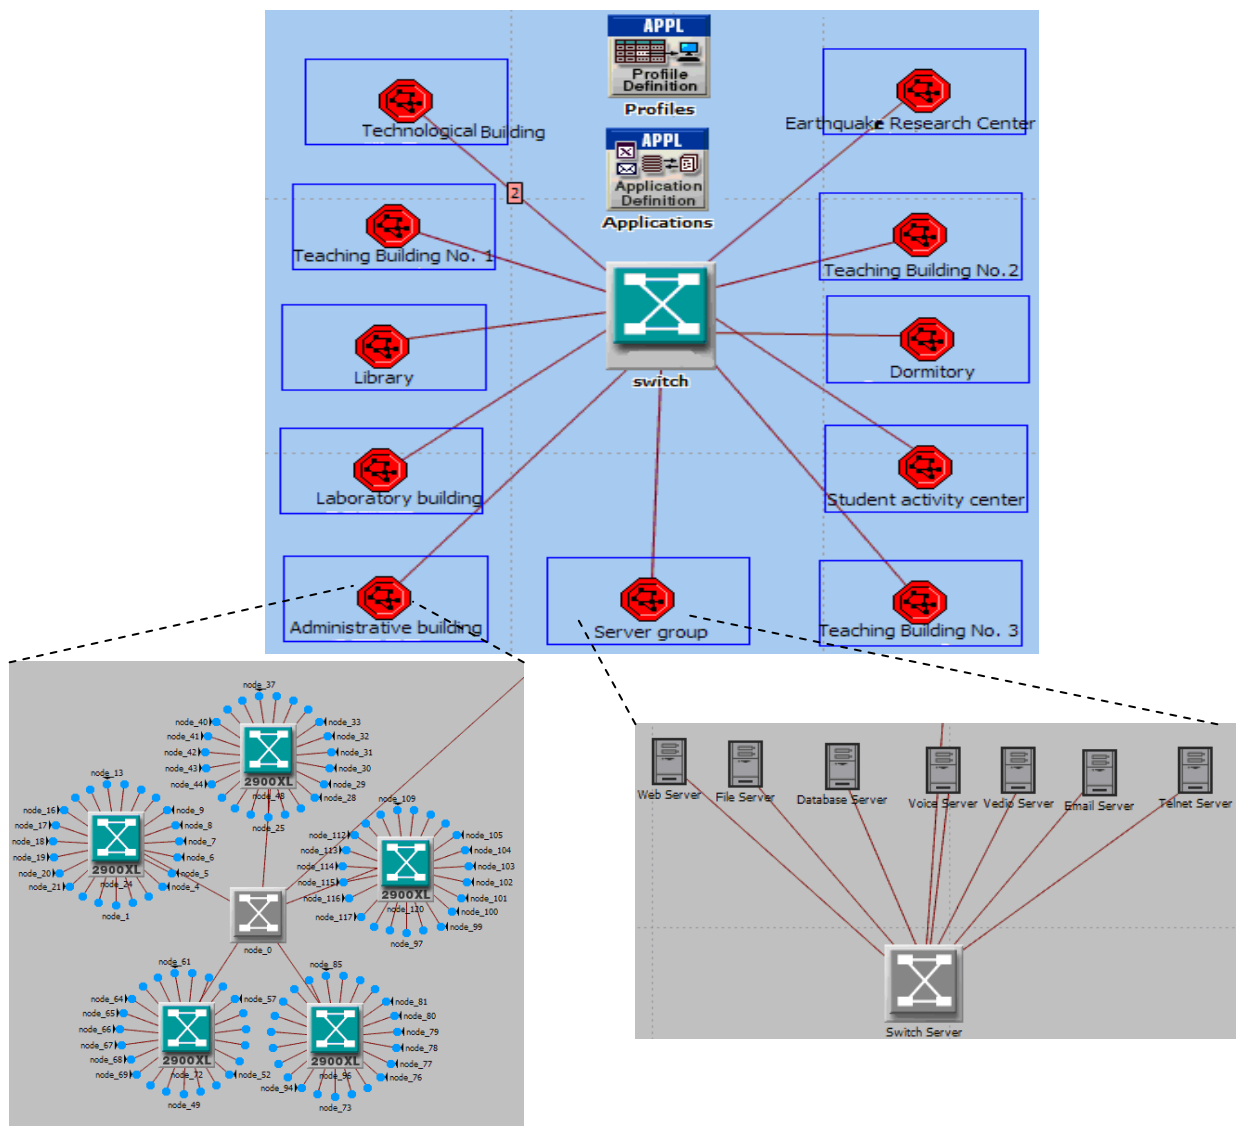 APPL
Profiile
Definition
Profiles
APPL
Application
Definition
Applications
Technological Building
Earthquake Research Center
2
Teaching Building No. 1
Teaching Building No.2
Library
switch
Dormitory
Laboratory building
Student activity center
Administrative building
Server group
Teaching Building No. 3
node_37
node_40
node_41
node_42
node_43
node_44
node_33
node_32
node_31
node_30
node_29
node_28
2900XL
node_48
node_25
node_13
node_16
node_17
node_18
node_19
node_20
node_21
node_9
node_8
node_7
node_6
node_5
node_4
2900XL
node_24
node_1
node_109
node_112
node_113
node_114
node_115
node_116
node_117
node_105
node_104
node_103
node_102
node_101
node_100
node_99
2900XL
node_120
node_97
node_0
node_61
node_64
node_65
node_66
node_67
node_68
node_69
node_57
node_52
2900XL
node_72
node_49
node_85
node_81
node_80
node_79
node_78
node_77
node_76
node_94
2900XL
node_96
node_73
Web Server
File Server
Database Server
Voice Server
Vedio Server
Email Server
Telnet Server
Switch Server